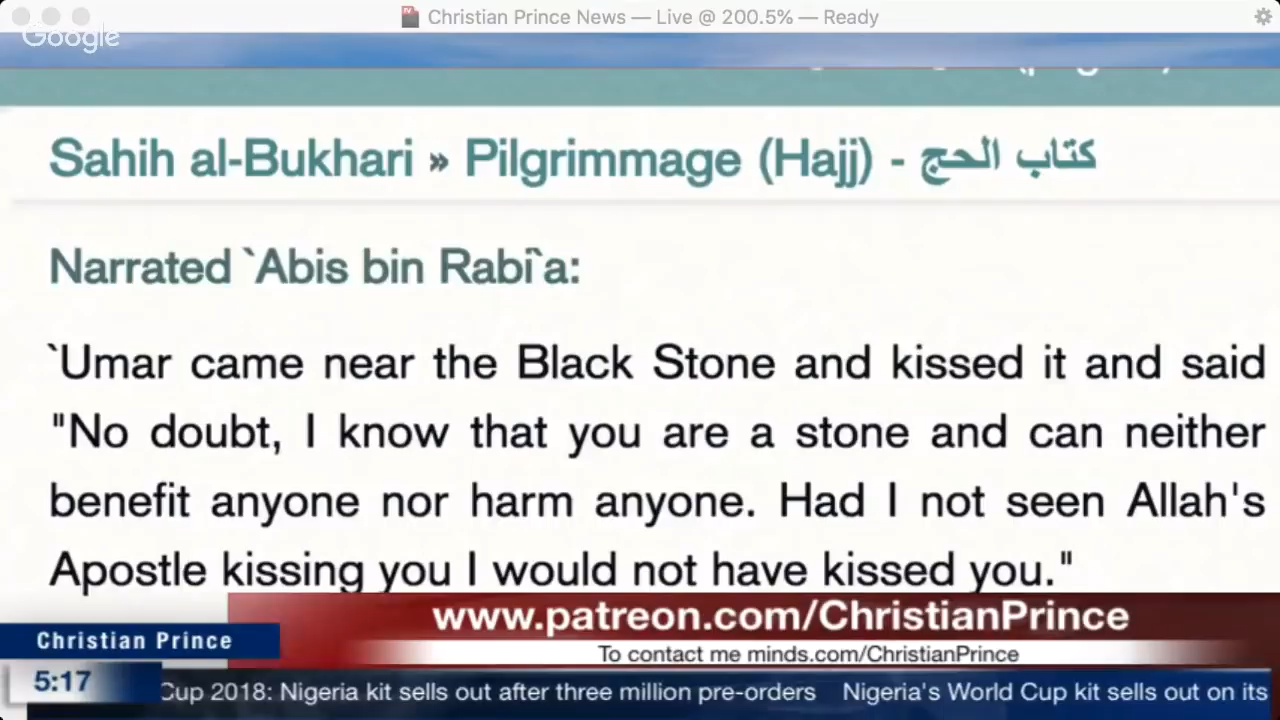 Christian Prince News — Live @ 200.5% — Ready
Google
Sahih al-Bukhari » Pilgrimmage (Hajj) - كتاب الحج
Narrated `Abis bin Rabi`a:
`Umar came near the Black Stone and kissed it and said
"No doubt, I know that you are a stone and can neither
benefit anyone nor harm anyone. Had I not seen Allah's
Apostle kissing you I would not have kissed you."
www.patreon.com/ChristianPrince
Christian Prince
To contact me minds.com/ChristianPrince
5:17
Cup 2018: Nigeria kit sells out after three million pre-orders Nigeria's World Cup kit sells out on its